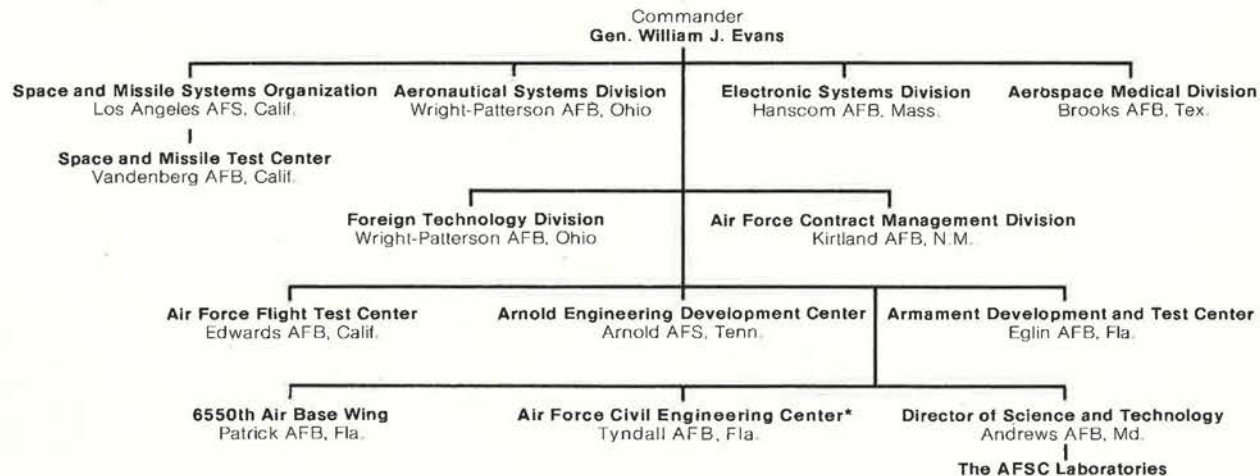 Commander
Gen. William J. Evans
Space and Missile Systems Organization
Los Angeles AFS, Calif.
Aeronautical Systems Division
Wright-Patterson AFB, Ohio
Electronic Systems Division
Hanscom AFB, Mass.
Aerospace Medical Division
Brooks AFB, Tex.
Space and Missile Test Center
Vandenberg AFB, Calif.
Foreign Technology Division
Wright-Patterson AFB, Ohio
Air Force Contract Management Division
Kirtland AFB, N.M.
Air Force Flight Test Center
Edwards AFB, Calif.
Arnold Engineering Development Center
Arnold AFS, Tenn.
Armament Development and Test Center
Eglin AFB, Fla.
6550th Air Base Wing
Patrick AFB, Fla.
Air Force Civil Engineering Center*
Tyndall AFB, Fla.
Director of Science and Technology
Andrews AFB, Md.
The AFSC Laboratories